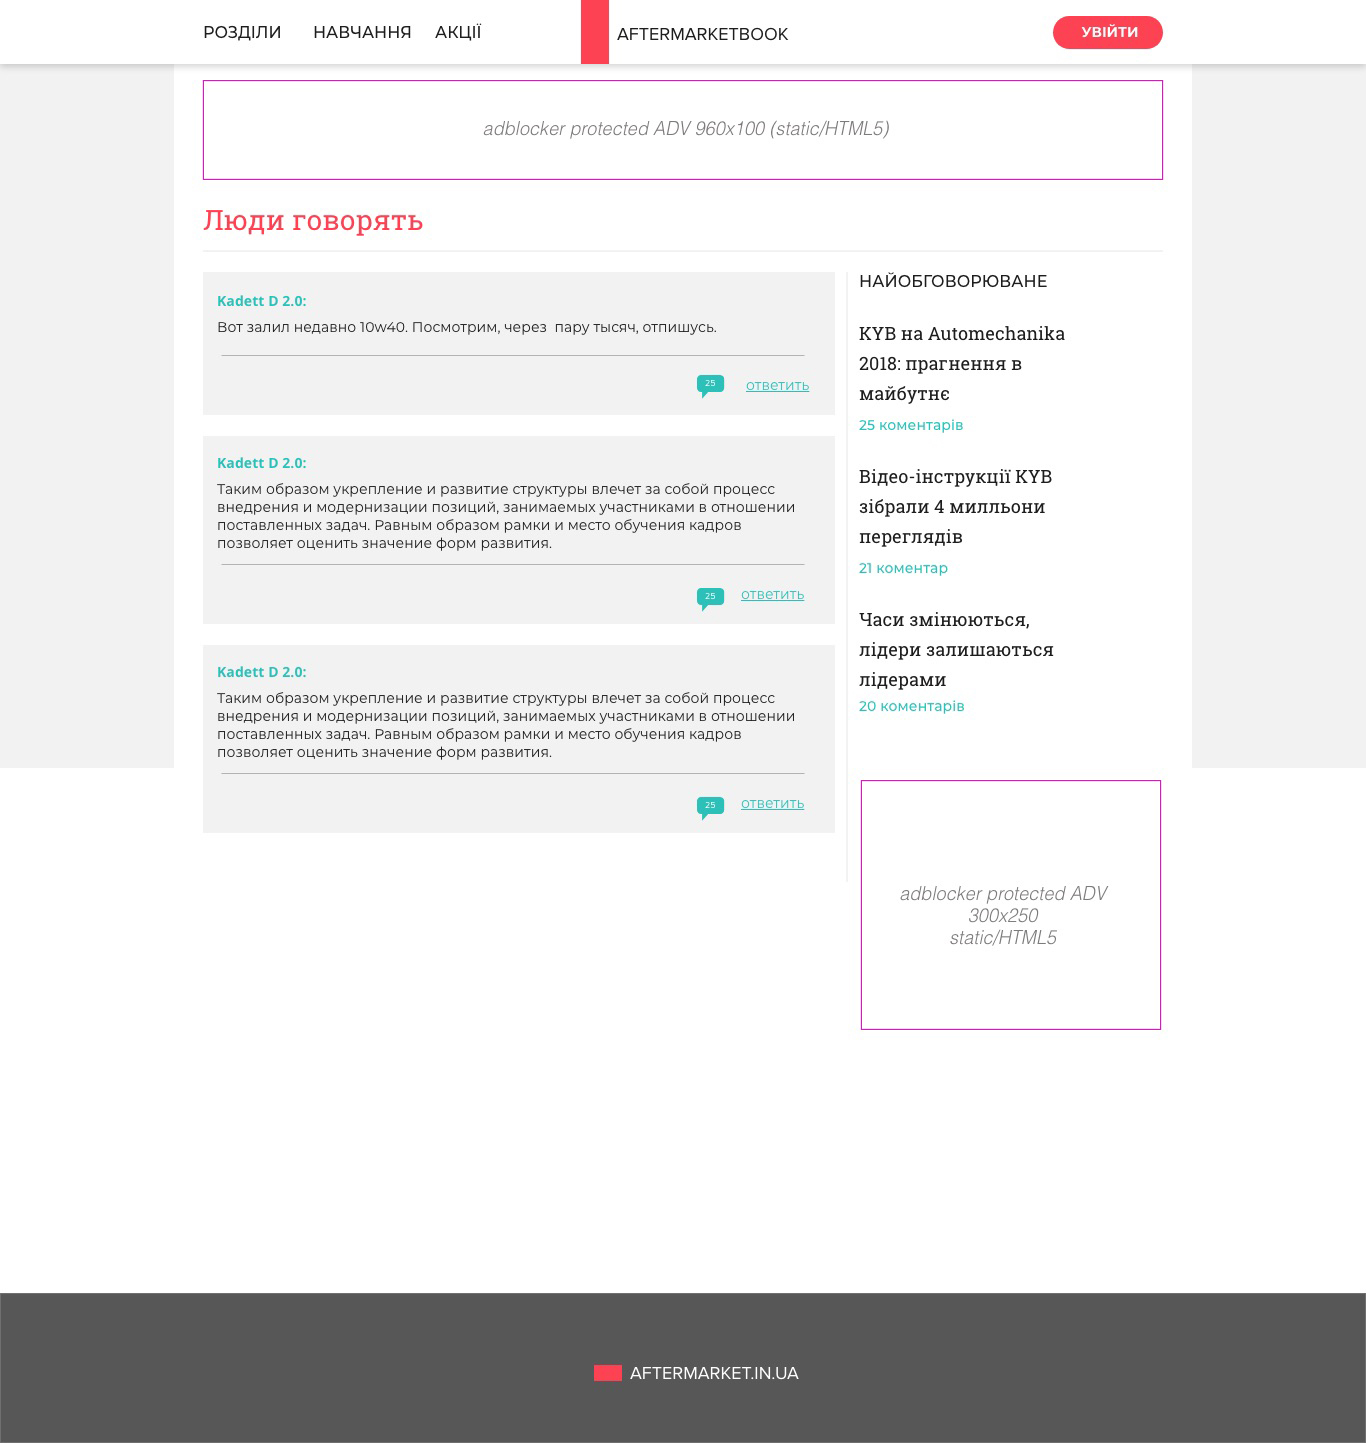 РОЗДІЛИ НАВЧАННЯ АКЦІЇ AFTERMARKETBOOK УВІЙТИ
adblocker protected ADV 960x100 (static/HTML5)
Люди говорять
Kadett D 2.0:
Вот залил недавно 10w40. Посмотрим, через  пару тысяч, отпишусь.
25 ответить
Kadett D 2.0:
Таким образом укрепление и развитие структуры влечет за собой процесс
внедрения и модернизации позиций, занимаемых участниками в отношении
поставленных задач. Равным образом рамки и место обучения кадров
позволяет оценить значение форм развития.
25 ответить
Kadett D 2.0:
Таким образом укрепление и развитие структуры влечет за собой процесс
внедрения и модернизации позиций, занимаемых участниками в отношении
поставленных задач. Равным образом рамки и место обучения кадров
позволяет оценить значение форм развития.
25 ответить
НАЙОБГОВОРЮВАНЕ
KYB на Automechanika
2018: прагнення в
майбутнє
25 коментарів
Відео-інструкції KYB
зібрали 4 милльони
переглядів
21 коментар
Часи змінюються,
лідери залишаються
лідерами
20 коментарів
adblocker protected ADV
300x250
static/HTML5
AFTERMARKET.IN.UA